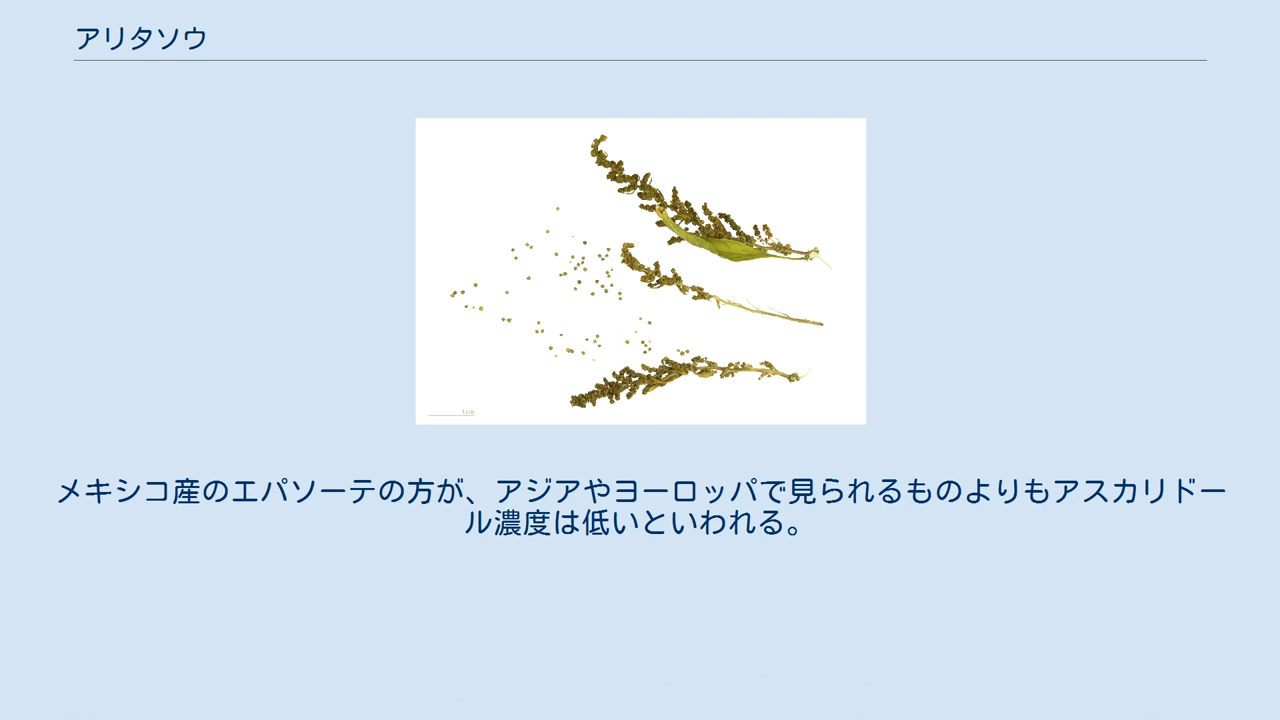 アリタソウ
1cm
メキシコ産のエパソーテの方が、アジアやヨーロッパで見られるものよりもアスカリドー
ル濃度は低いといわれる。